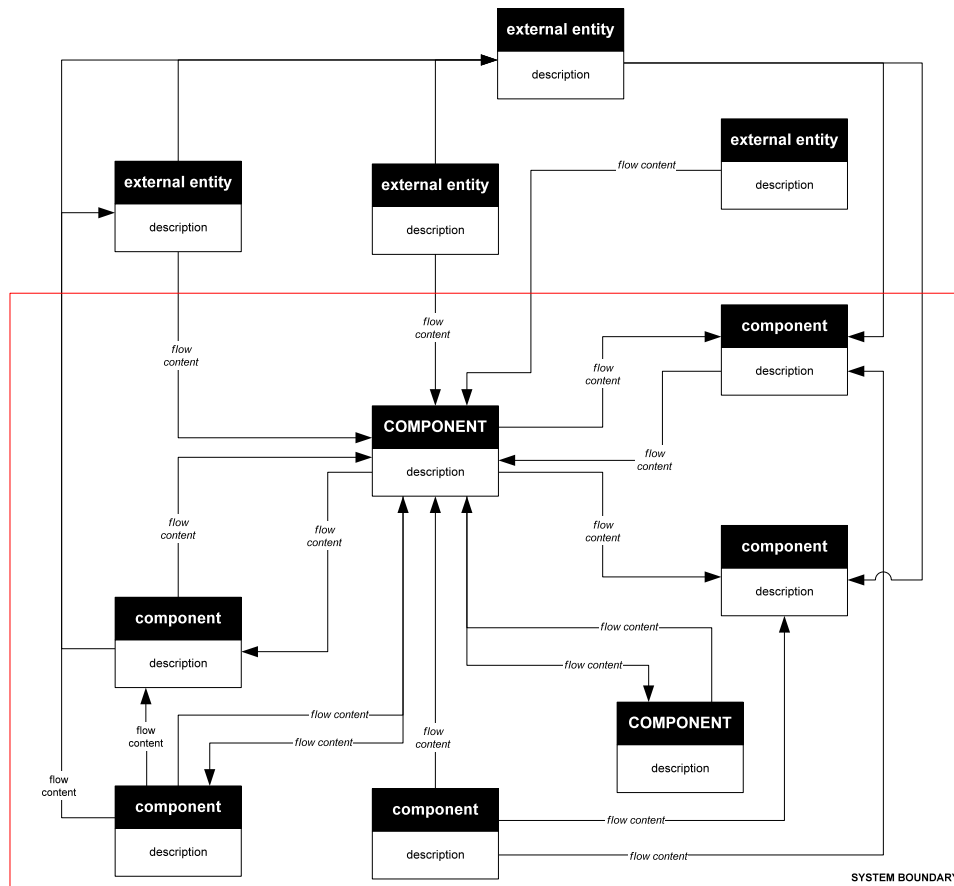 external entity
description
external entity
description
flow content
external entity
description
external entity
description
flow
content
flow
content
component
description
flow
content
COMPONENT
description
flow
content
flow
content
flow
content
flow
content
component
description
component
description
flow content
flow content
COMPONENT
description
flow content
flow
content
flow
content
flow content
flow
content
component
description
component
description
flow content
flow content
SYSTEM BOUNDARY